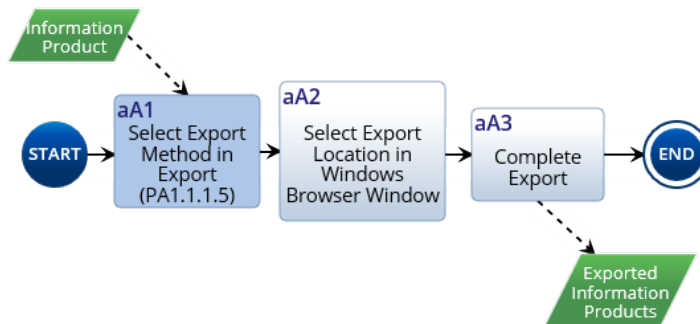 Information
Product
START
aA1
Select Export
Method in
Export
(PA1.1.1.5)
aA2
Select Export
Location in
Windows
Browser Window
aA3
Complete
Export
END
Exported
Information
Products